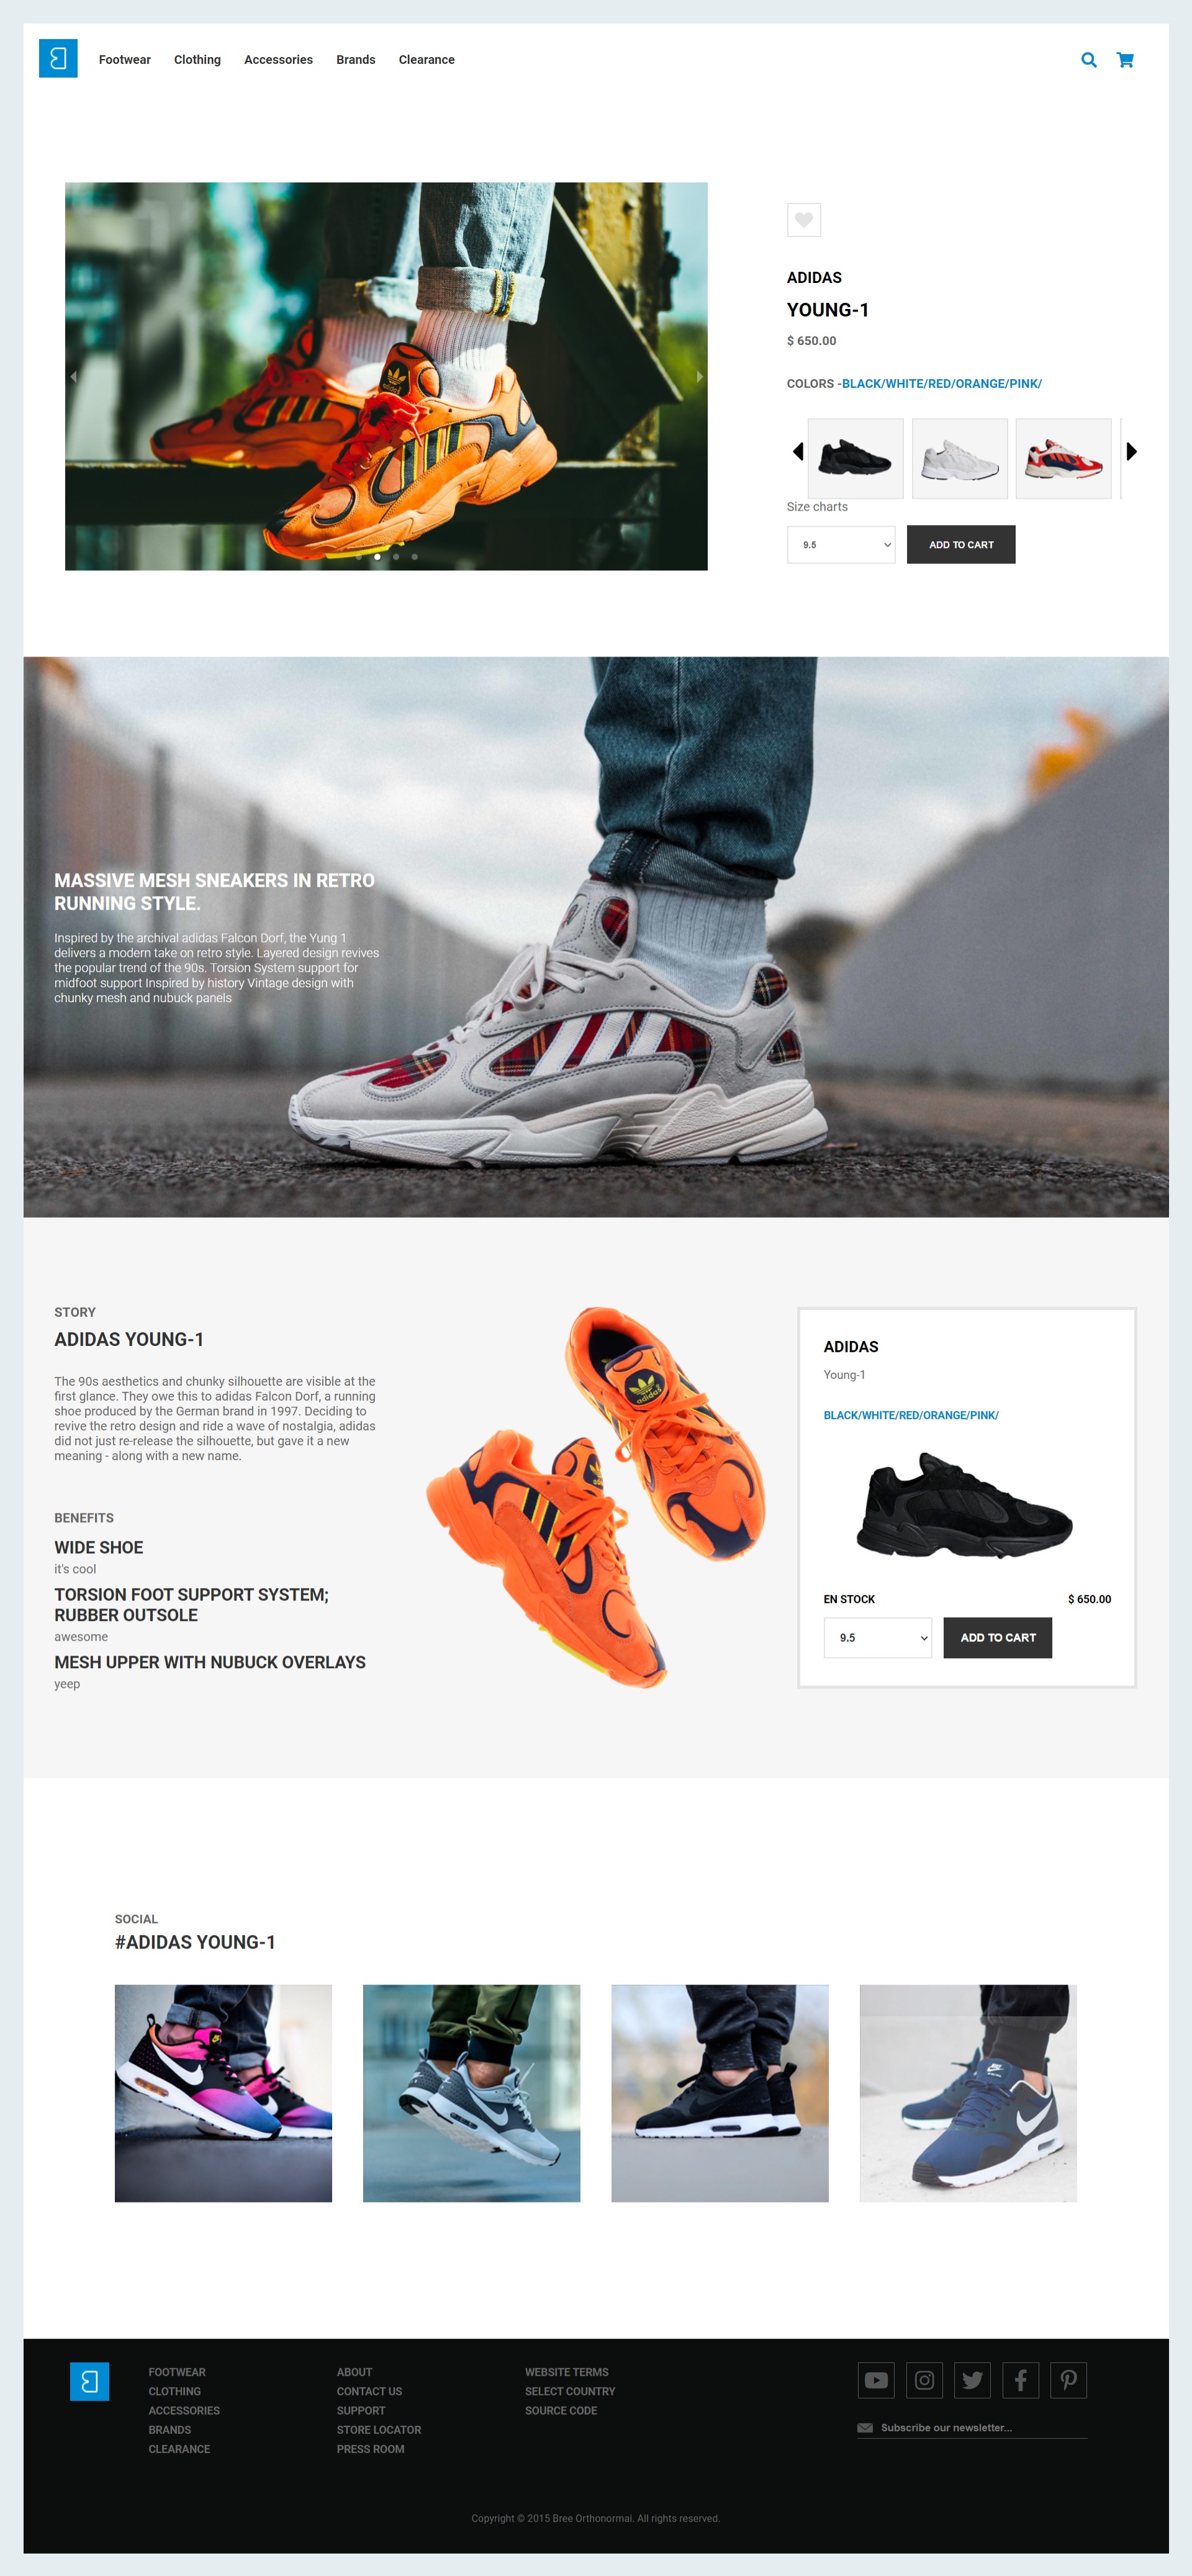 Footwear Clothing Accessories Brands Clearance
ADIDAS
YOUNG-1
$ 650.00
COLORS -BLACK/WHITE/RED/ORANGE/PINK/
Size charts
9.5 ADD TO CART
adidas
MASSIVE MESH SNEAKERS IN RETRO
RUNNING STYLE.
Inspired by the archival adidas Falcon Dorf, the Yung 1
delivers a modern take on retro style. Layered design revives
the popular trend of the 90s. Torsion System support for
midfoot support Inspired by history Vintage design with
chunky mesh and nubuck panels
STORY
ADIDAS YOUNG-1
The 90s aesthetics and chunky silhouette are visible at the
first glance. They owe this to adidas Falcon Dorf, a running
shoe produced by the German brand in 1997. Deciding to
revive the retro design and ride a wave of nostalgia, adidas
did not just re-release the silhouette, but gave it a new
meaning - along with a new name.
BENEFITS
WIDE SHOE
it's cool
TORSION FOOT SUPPORT SYSTEM;
RUBBER OUTSOLE
awesome
MESH UPPER WITH NUBUCK OVERLAYS
yeep
adidas
ADIDAS
Young-1
BLACK/WHITE/RED/ORANGE/PINK/
EN STOCK $ 650.00
9.5 ADD TO CART
SOCIAL
#ADIDAS YOUNG-1
FOOTWEAR
CLOTHING
ACCESSORIES
BRANDS
CLEARANCE
ABOUT
CONTACT US
SUPPORT
STORE LOCATOR
PRESS ROOM
WEBSITE TERMS
SELECT COUNTRY
SOURCE CODE
Subscribe our newsletter...
Copyright © 2015 Bree Orthonormai. All rights reserved.